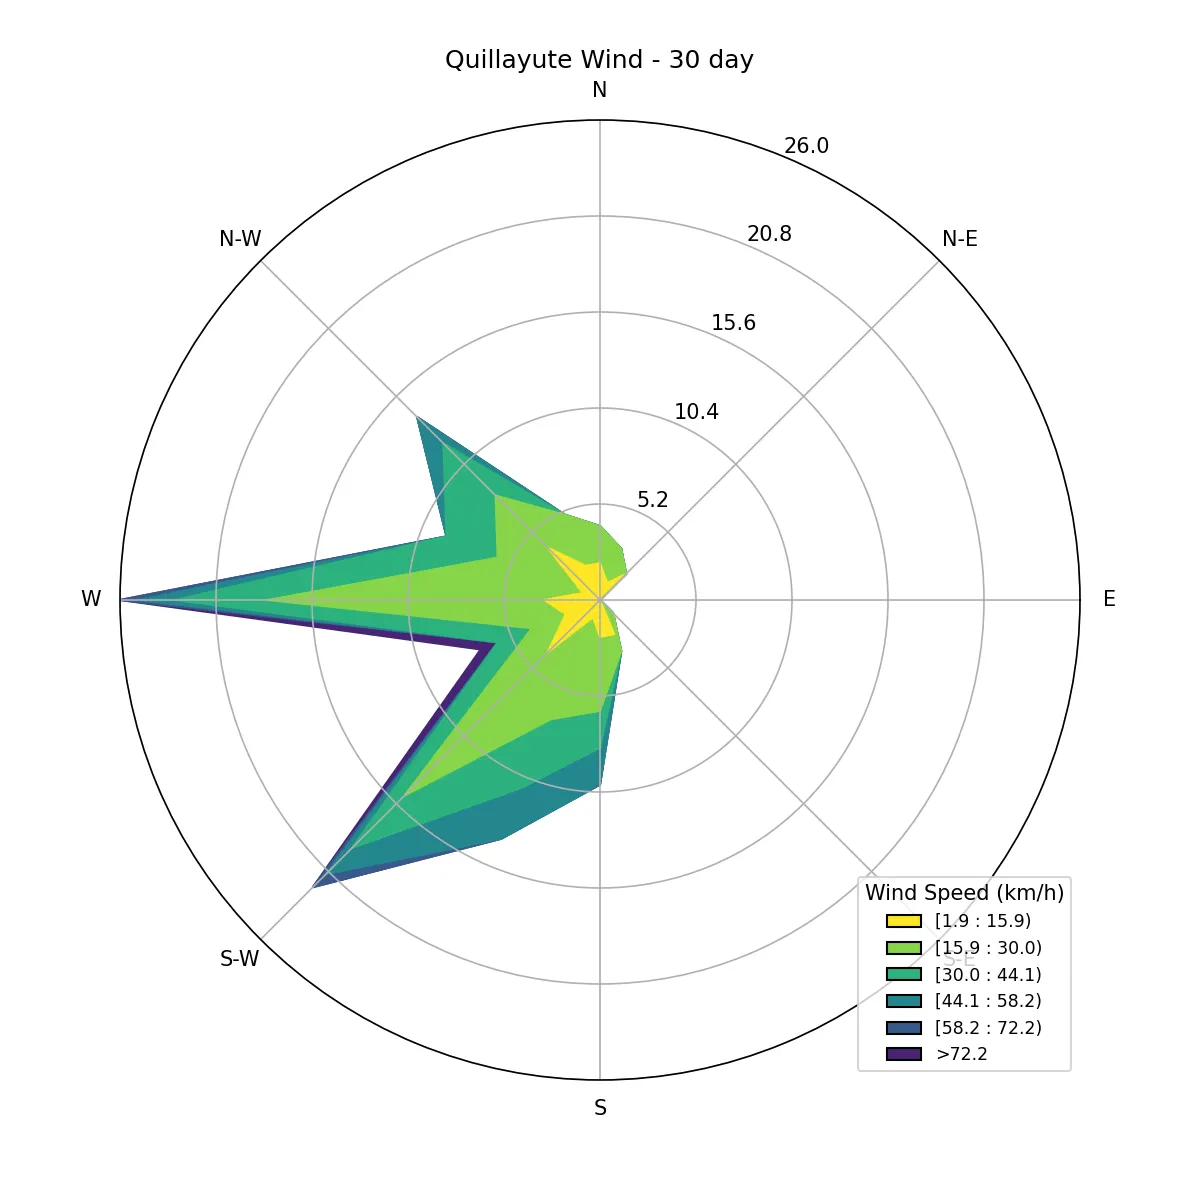 Quillayute Wind - 30 day
N
26.0
N-W
20.8
N-E
15.6
10.4
5.2
W
E
S-W
S-E
S
Wind Speed (km/h)
[1.9 : 15.9)
[15.9 : 30.0)
[30.0 : 44.1)
[44.1 : 58.2)
[58.2 : 72.2)
>72.2